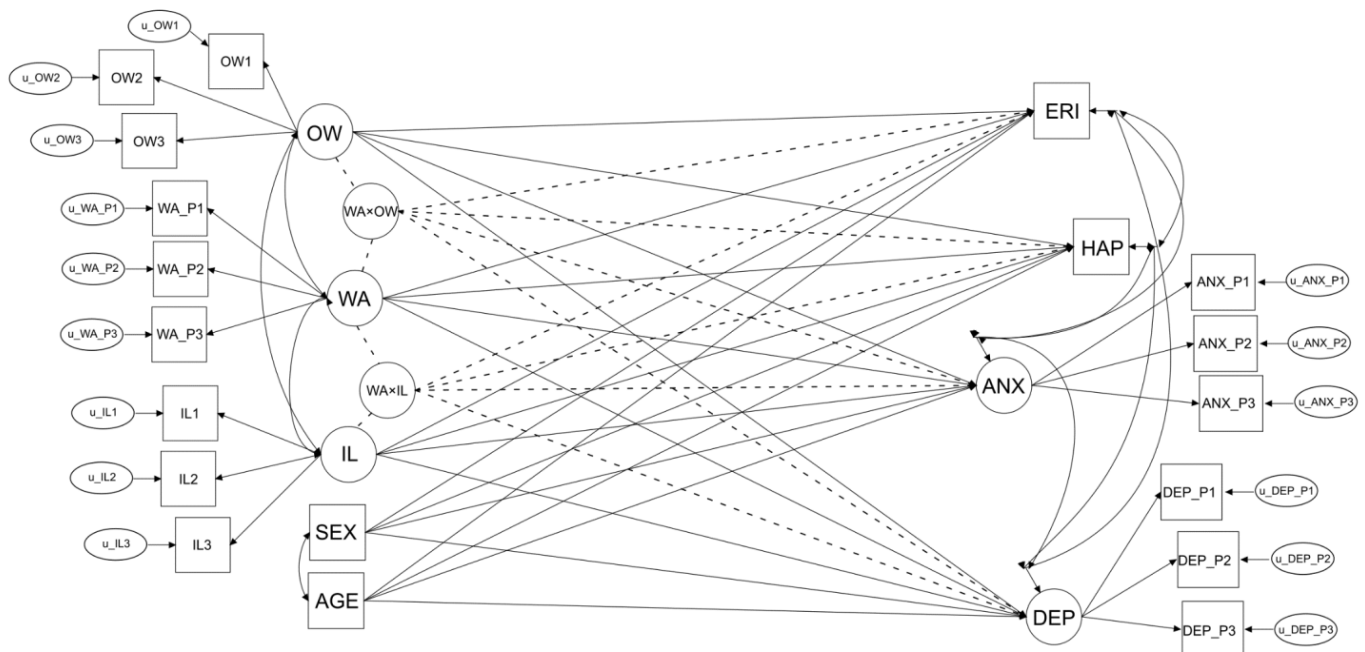 u_OW1
OW1
u_OW2
OW2
u_OW3
OW3
OW
ERI
u_WA_P1
WA_P1
WA×OW
u_WA_P2
WA_P2
HAP
u_WA_P3
WA_P3
WA
ANX_P1
u_ANX_P1
ANX_P2
u_ANX_P2
WA×IL
ANX
ANX_P3
u_ANX_P3
u_IL1
IL1
IL
u_IL2
IL2
DEP_P1
u_DEP_P1
u_IL3
IL3
SEX
DEP_P2
u_DEP_P2
AGE
DEP
DEP_P3
u_DEP_P3